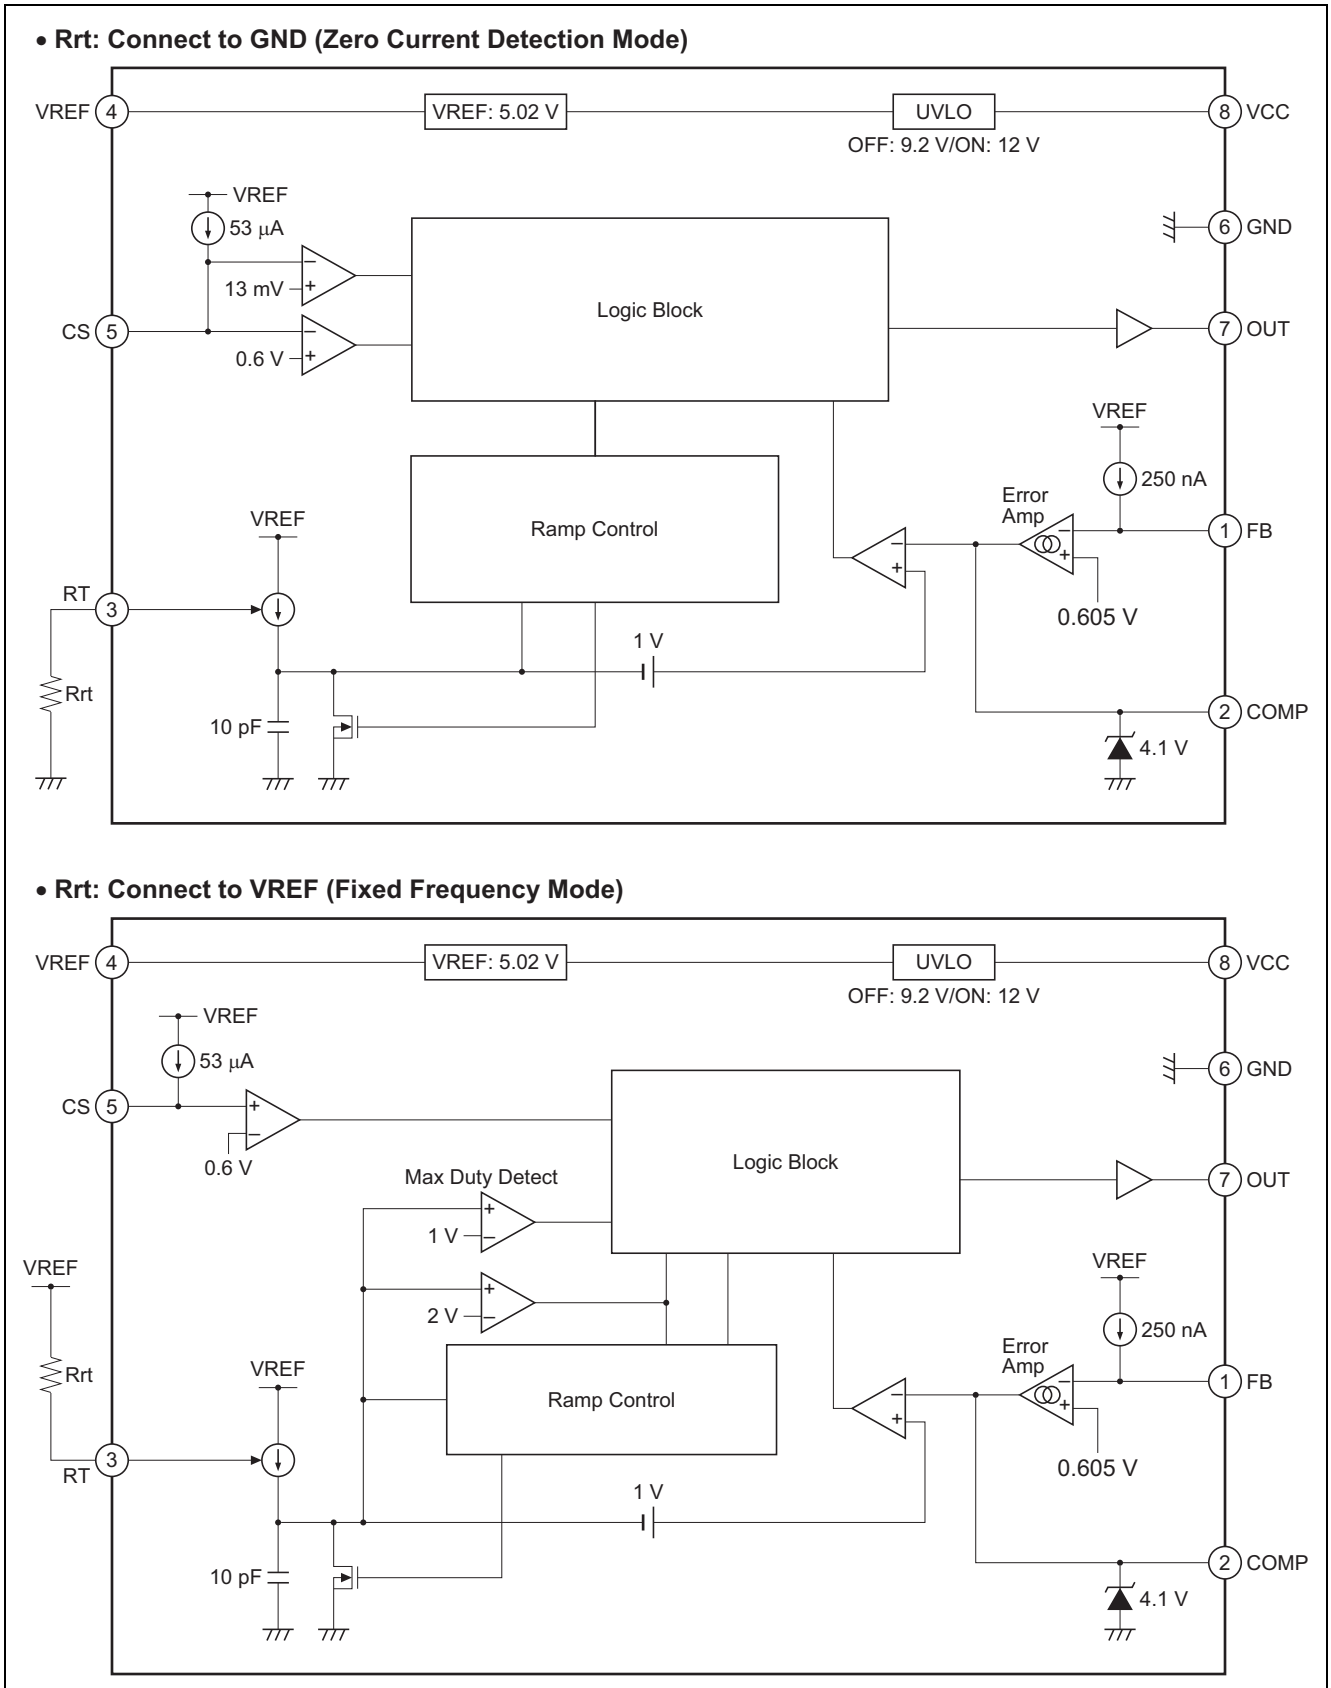 • Rrt: Connect to GND (Zero Current Detection Mode)
VREF 4
VREF: 5.02 V
UVLO
8 VCC
OFF: 9.2 V/ON: 12 V
VREF
53 μA
6 GND
13 mV
− +
Logic Block
CS 5
− +
0.6 V
7 OUT
VREF
250 nA
Error
Amp
− +
1 FB
VREF
Ramp Control
− +
RT
3
0.605 V
1 V
Rrt
10 pF
2 COMP
4.1 V
• Rrt: Connect to VREF (Fixed Frequency Mode)
VREF 4
VREF: 5.02 V
UVLO
8 VCC
OFF: 9.2 V/ON: 12 V
VREF
53 μA
6 GND
CS 5
+ −
0.6 V
Logic Block
Max Duty Detect
7 OUT
+ −
1 V
VREF
VREF
+ −
2 V
250 nA
Error
Amp
− +
1 FB
Rrt
VREF
Ramp Control
− +
3
RT
0.605 V
1 V
10 pF
2 COMP
4.1 V